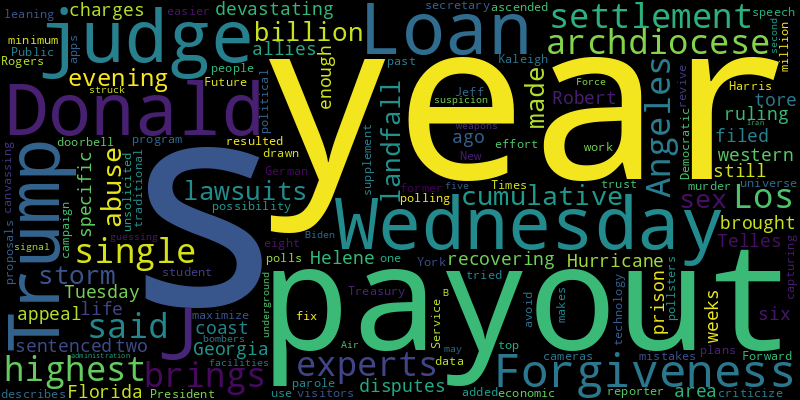 leaning charges devastating Loan settlement secretary ascended speech
minimum apps judge billion archdiocese easier second
Public allies past Kaleigh million
Rogers evening people enough year made Jeff Force revive Harris
Future struck political suspicion Robert Angeles tore
Donald landfall ago weapons Democratic Iran ruling
doorbell program resulted supplement New effort work filed
canvassing Trump specific abuse traditional unsolicited drawn German lawsuits former five Times trust murder western still
proposals possibility polling cumulative sex Los universe
signal campaign guessing S eight Wednesday brought
single Biden York one Telles capturing
storm student polls Helene recovering Hurricane
Tuesday underground Treasury tried payout technology prison pollsters six
appeal life maximize fix Service B makes weeks
said j coast bombers Air may avoid cameras mistakes plans
sentenced two Georgia data top Forward
highest administration facilities experts disputes Forgiveness
brings describes parole added economic reporter area criticize
Florida President use visitors